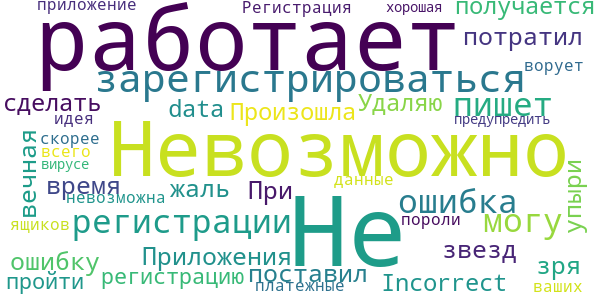 приложение Регистрация хорошая получается
работает потратил
зарегистрироваться ворует
сделать data Произошла Удаляю пишет
идея предупредить
скорее Невозможно
всего
вирусе
вечная время невозможна жаль При данные ошибка упыри
ящиков регистрации Не пороли могу
ошибку Приложения звезд
пройти регистрацию поставил зря
платежные Incorrect ваших